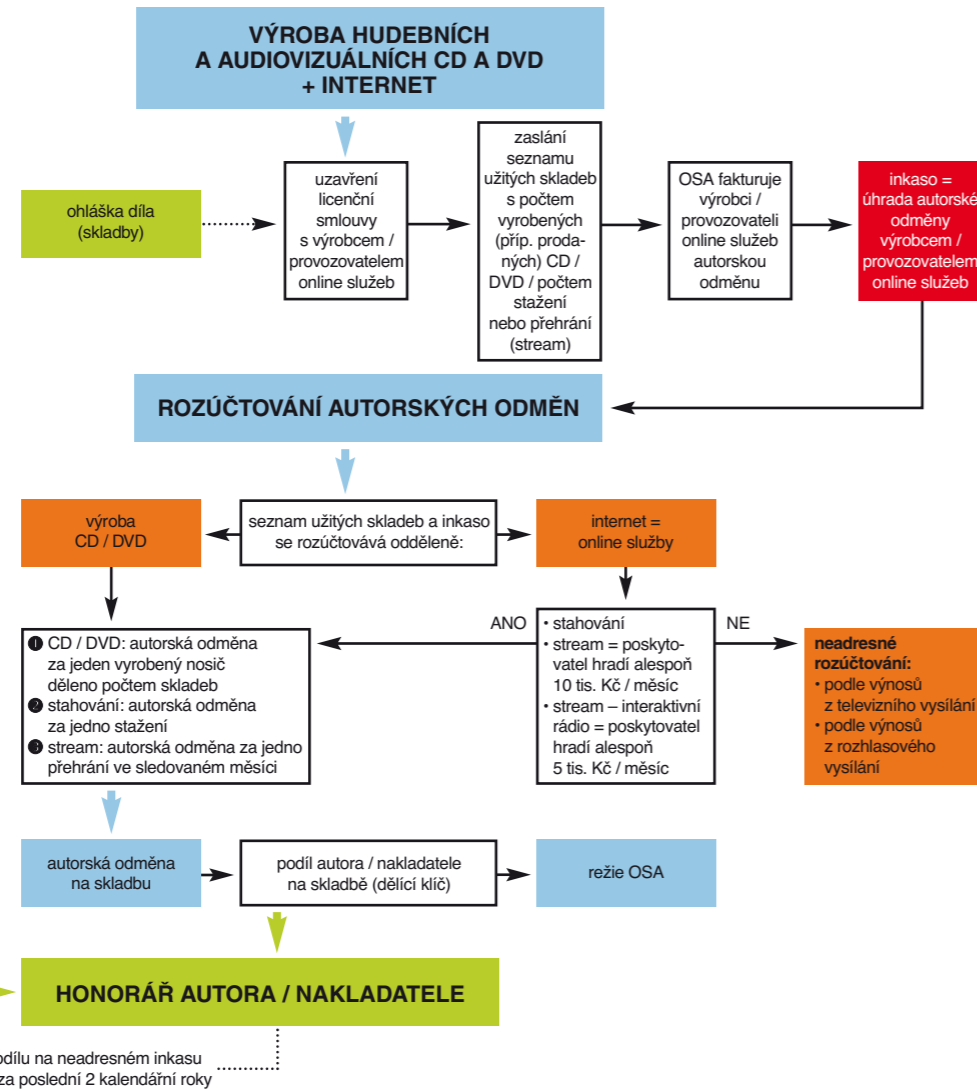 VÝROBA HUDEBNÍCH
A AUDIOVIZUÁLNÍCH CD A DVD
+ INTERNET
ohláška díla
(skladby)
uzavření
licenční
smlouvy
s výrobcem /
provozovatelem
online služeb
zaslání
seznamu
užitých skladeb
s počtem
vyrobených
(příp. proda-
ných) CD /
DVD / počtem
stažení
nebo přehrání
(stream)
OSA fakturuje
výrobci /
provozovateli
online služeb
autorskou
odměnu
inkaso =
úhrada autorské
odměny
výrobcem /
provozovatelem
online služeb
ROZÚČTOVÁNÍ AUTORSKÝCH ODMĚN
výroba
CD / DVD
seznam užitých skladeb a inkaso
se rozúčtovává odděleně:
internet =
online služby
❶ CD / DVD: autorská odměna
za jeden vyrobený nosič
děleno počtem skladeb
❷ stahování: autorská odměna
za jedno stažení
❸ stream: autorská odměna za jedno
přehrání ve sledovaném měsíci
ANO
• stahování
• stream = poskyto-
vatel hradí alespoň
10 tis. Kč / měsíc
• stream – interaktivní
rádio = poskytovatel
hradí alespoň
5 tis. Kč / měsíc
NE
neadresné
rozúčtování:
• podle výnosů
z televizního vysílání
• podle výnosů
z rozhlasového
vysílání
autorská odměna
na skladbu
podíl autora / nakladatele
na skladbě (dělící klíč)
režie OSA
HONORÁŘ AUTORA / NAKLADATELE
odílu na neadresném inkasu
za poslední 2 kalendářní roky